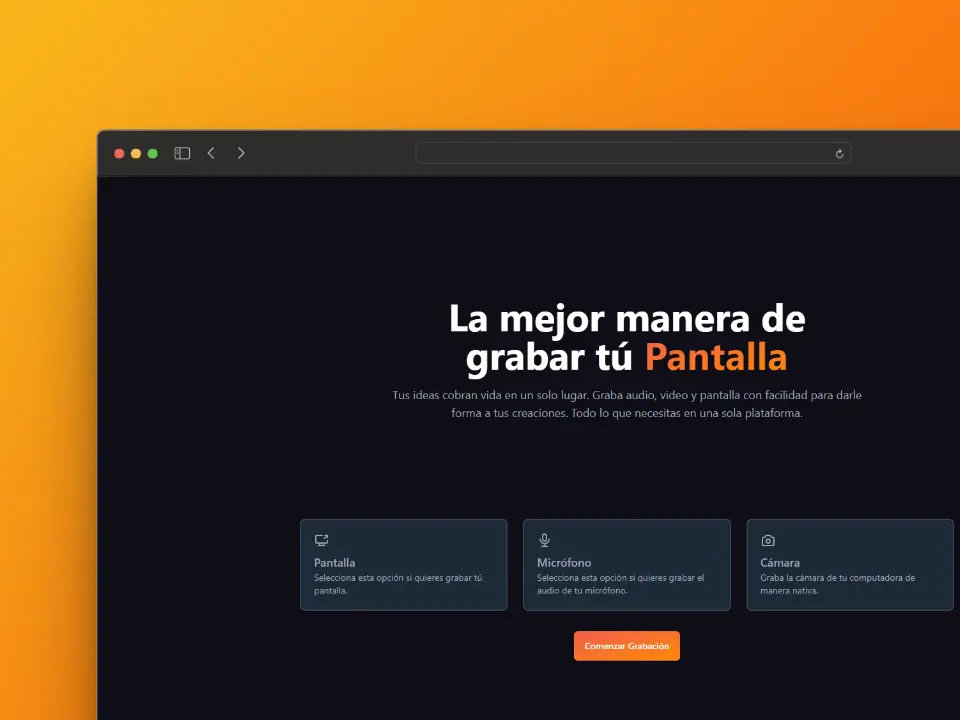 La mejor manera de
grabar tú Pantalla
Tus ideas cobran vida en un solo lugar. Graba audio, video y pantalla con facilidad para darle
forma a tus creaciones. Todo lo que necesitas en una sola plataforma.
Pantalla
Selecciona esta opción si quieres grabar tú
pantalla.
Micrófono
Selecciona esta opción si quieres grabar el
audio de tu micrófono.
Cámara
Graba la cámara de tu computadora de
manera nativa.
Comenzar Grabación